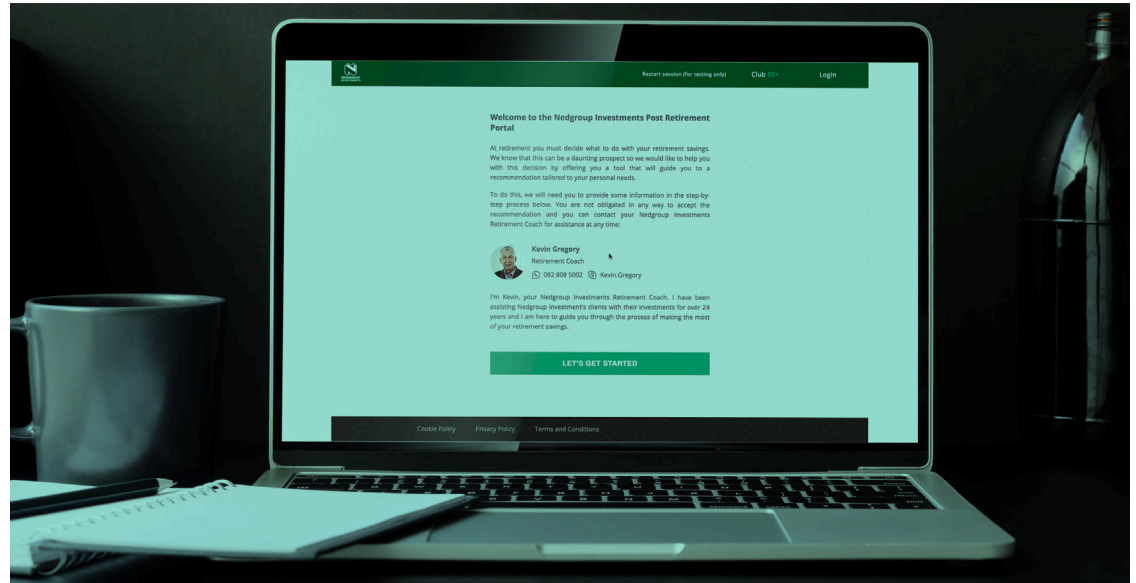 NEDGROUP
INVESTMENTS
Restart session (for testing only) Club 55+ Login
Welcome to the Nedgroup Investments Post Retirement
Portal
At retirement you must decide what to do with your retirement savings.
We know that this can be a daunting prospect so we would like to help you
with this decision by offering you a tool that will guide you to a
recommendation tailored to your personal needs.
To do this, we will need you to provide some information in the step-by-
step process below. You are not obligated in any way to accept the
recommendation and you can contact your Nedgroup Investments
Retirement Coach for assistance at any time:
Kevin Gregory
Retirement Coach
082 808 5002 Kevin.Gregory
I'm Kevin, your Nedgroup Investments Retirement Coach. I have been
assisting Nedgroup Investment's clients with their investments for over 24
years and I am here to guide you through the process of making the most
of your retirement savings.
LET'S GET STARTED
Cookie Policy Privacy Policy Terms and Conditions
command option